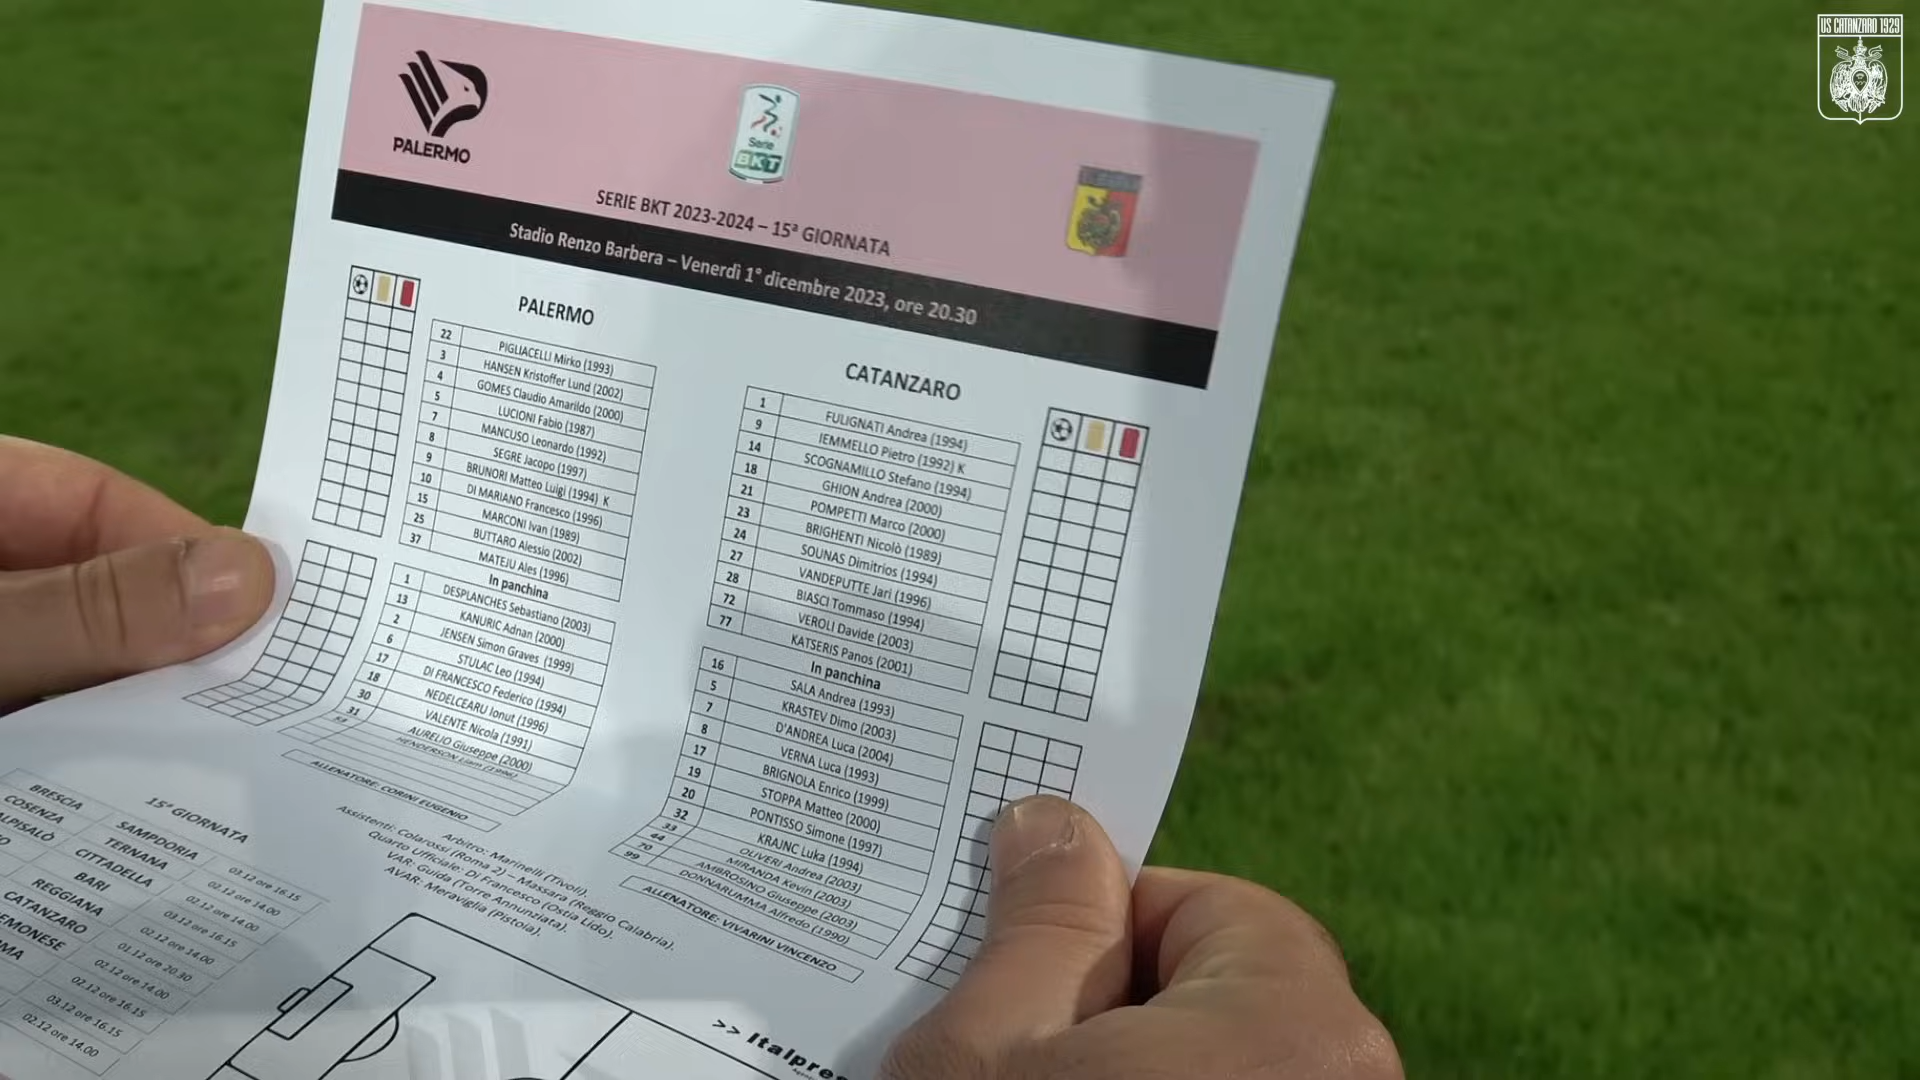 US CATANZARO 1929
PALERMO
Serie
BKT
SERIE BKT 2023-2024 – 15ª GIORNATA
Stadio Renzo Barbera – Venerdì 1° dicembre 2023, ore 20.30
PALERMO
22 PIGLIACELLI Mirko (1993)
3 HANSEN Kristoffer Lund (2002)
4 GOMES Claudio Amarildo (2000)
5 LUCIONI Fabio (1987)
7 MANCUSO Leonardo (1992)
8 SEGRE Jacopo (1997)
9 BRUNORI Matteo Luigi (1994) K
10 DI MARIANO Francesco (1996)
15 MARCONI Ivan (1989)
25 BUTTARO Alessio (2002)
37 MATEJU Ales (1996)
In panchina
1 DESPLANCHES Sebastiano (2003)
13 KANURIC Adnan (2000)
2 JENSEN Simon Graves (1999)
6 STULAC Leo (1994)
17 DI FRANCESCO Federico (1994)
18 NEDELCEARU Ionut (1996)
30 VALENTE Nicola (1991)
31 AURELIO Giuseppe (2000)
HENDERSON Liam (1996)
ALLENATORE: CORINI EUGENIO
CATANZARO
1 FULIGNATI Andrea (1994)
9 IEMMELLO Pietro (1992) K
14 SCOGNAMILLO Stefano (1994)
18 GHION Andrea (2000)
21 POMPETTI Marco (2000)
23 BRIGHENTI Nicolò (1989)
24 SOUNAS Dimitrios (1994)
27 VANDEPUTTE Jari (1996)
28 BIASCI Tommaso (1994)
72 VEROLI Davide (2003)
77 KATSERIS Panos (2001)
In panchina
16 SALA Andrea (1993)
5 KRASTEV Dimo (2003)
7 D'ANDREA Luca (2004)
8 VERNA Luca (1993)
17 BRIGNOLA Enrico (1999)
19 STOPPA Matteo (2000)
20 PONTISSO Simone (1997)
32 KRAJNC Luka (1994)
33 OLIVERI Andrea (2003)
44 MIRANDA Kevin (2003)
70 AMBROSINO Giuseppe (2003)
99 DONNARUMMA Alfredo (1990)
ALLENATORE: VIVARINI VINCENZO
Arbitro: Marinelli (Tivoli).
Assistenti: Colarossi (Roma 2) – Massara (Reggio Calabria).
Quarto Ufficiale: Di Francesco (Ostia Lido).
VAR: Guida (Torre Annunziata).
AVAR: Meraviglia (Pistoia).
15ª GIORNATA
BRESCIA SAMPDORIA 03.12 ore 16.15
COSENZA TERNANA 02.12 ore 14.00
CITTADELLA 02.12 ore 14.00
BARI 03.12 ore 16.15
REGGIANA 02.12 ore 14.00
CATANZARO 01.12 ore 20.30
02.12 ore 14.00
02.12 ore 16.15
03.12 ore 16.15
02.12 ore 14.00
>> Italpres